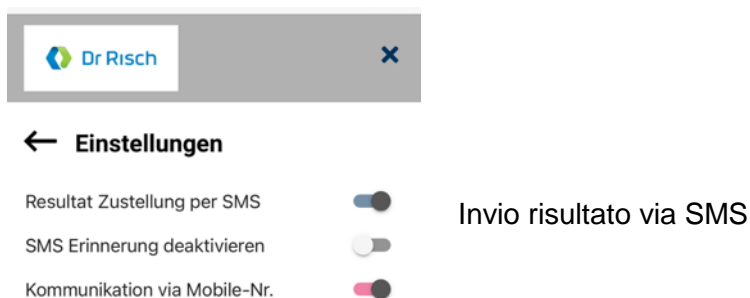 Dr Risch
Einstellungen
Resultat Zustellung per SMS
Invio risultato via SMS
SMS Erinnerung deaktivieren
Kommunikation via Mobile-Nr.